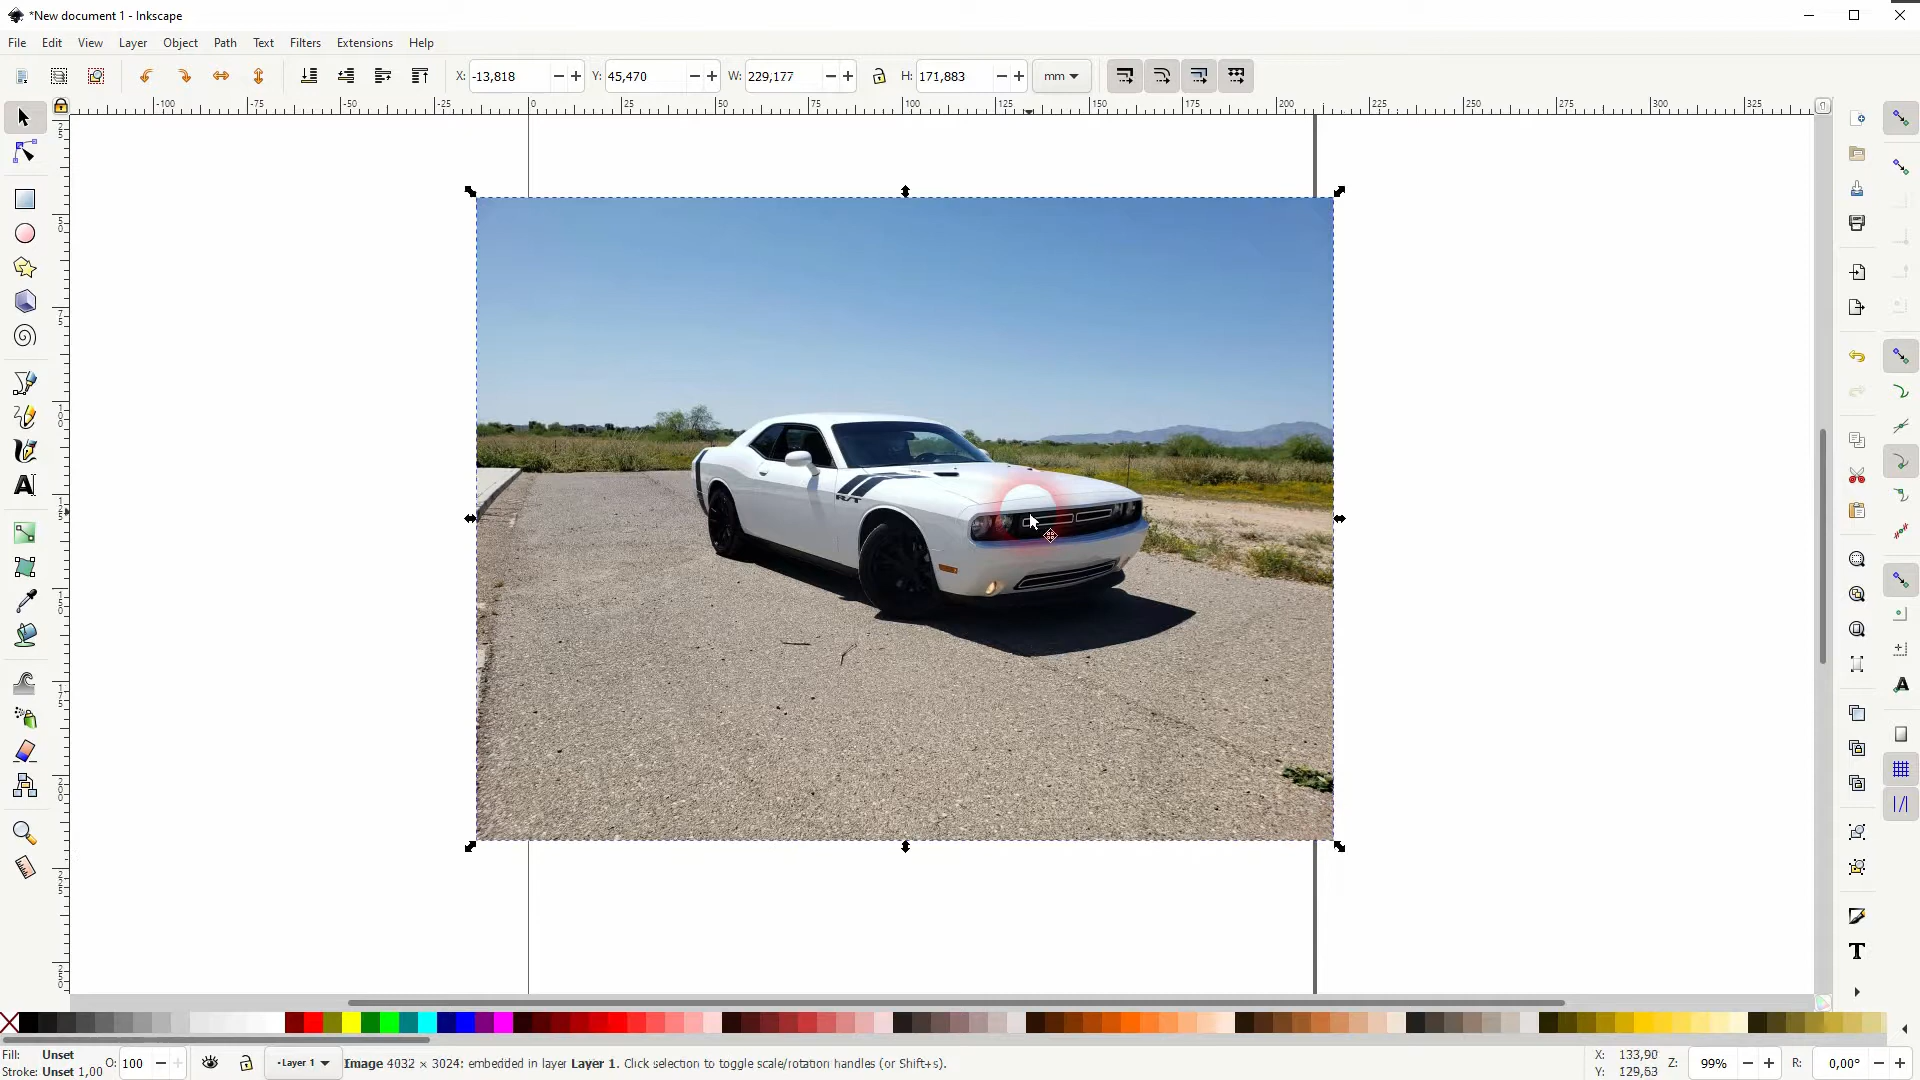 *New document 1 - Inkscape
File Edit View Layer Path Object Path Text Filters Extensions Help
X: -13,818 Y: 45,470 W: 229,177 H: 171,883 mm
-100 -75 -50 -25 0 25 50 75 100 125 150 175 200 225 250 275 300 325
R/T
Fill: Unset O: 100 Layer 1 Image 4032 × 3024: embedded in layer Layer 1. Click selection to toggle scale/rotation handles (or Shift+s). X: 133,90 Z: 99% R: 0,00°
Stroke: Unset 1,00 Y: 129,63